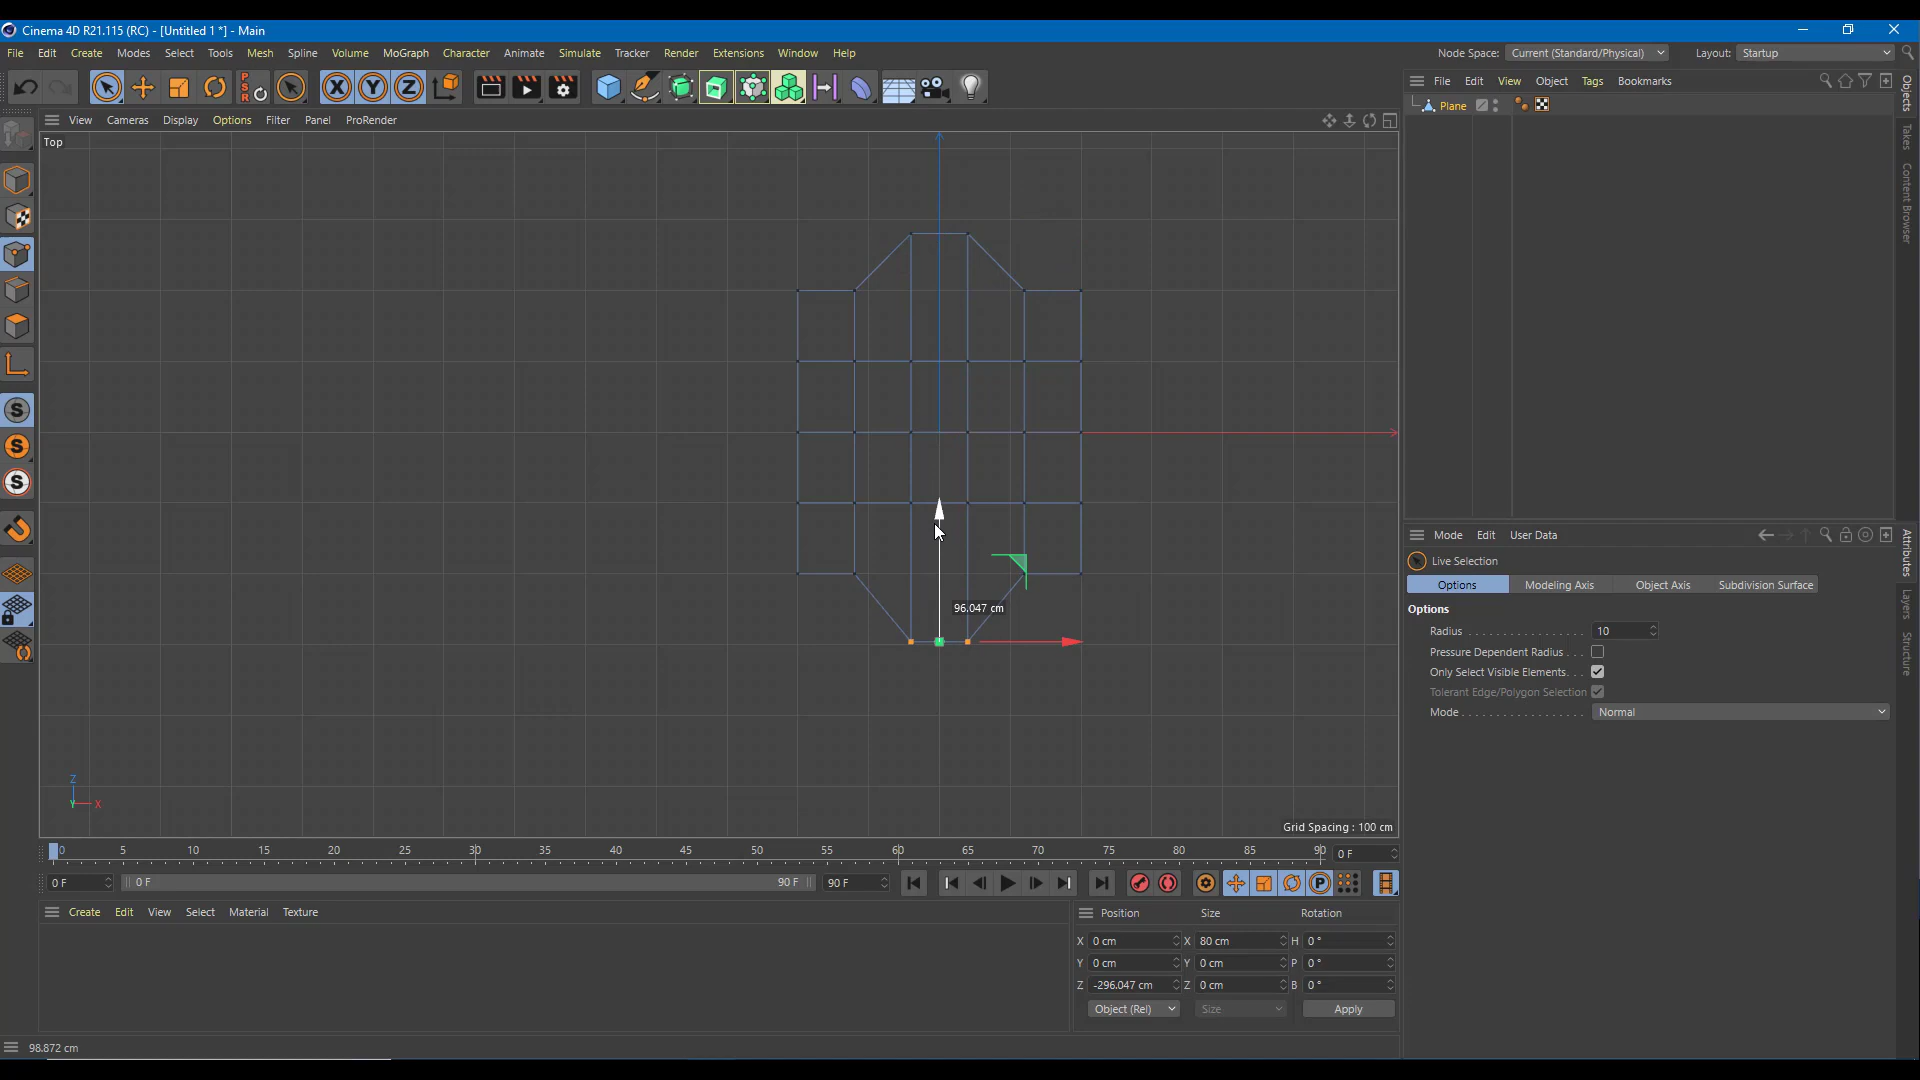 Cinema 4D R21.115 (RC) - [Untitled 1 *] - Main
File Edit Create Modes Select Tools Mesh Spline Volume MoGraph Character Animate Simulate Tracker Render Extensions Window Help
Node Space: Current (Standard/Physical) Layout: Startup
P S R X Y Z
File Edit View Object Tags Bookmarks
Plane
View Cameras Display Options Filter Panel ProRender
Top
96.047 cm
Z
Y X
Grid Spacing : 100 cm
S
S
S
Objects
Takes
Content Browser
Attributes
Layers
Structure
Mode Edit User Data
Live Selection
Options Modeling Axis Object Axis Subdivision Surface
Options
Radius . . . . . . . . . . . . . . . . . 10
Pressure Dependent Radius . . .
Only Select Visible Elements. . .
Tolerant Edge/Polygon Selection
Mode . . . . . . . . . . . . . . . . . . Normal
0 5 10 15 20 25 30 35 40 45 50 55 60 65 70 75 80 85 90 0 F
0 F 0 F 90 F 90 F P
Create Edit View Select Material Texture
Position Size Rotation
X 0 cm X 80 cm H 0 °
Y 0 cm Y 0 cm P 0 °
Z -296.047 cm Z 0 cm B 0 °
Object (Rel) Size Apply
98.872 cm